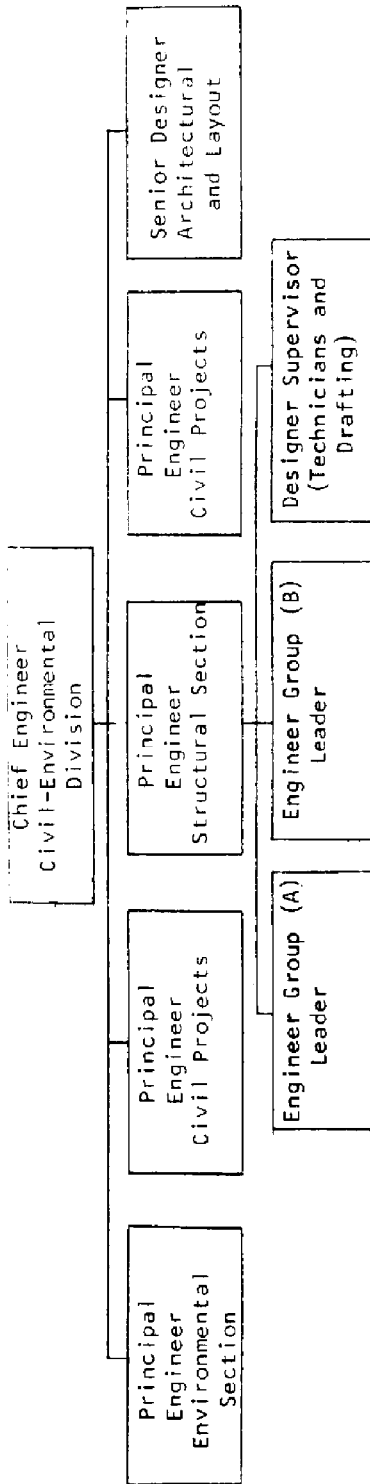 Chief Engineer
Civil-Environmental
Division
Principal
Engineer
Environmental
Section
Principal
Engineer
Civil Projects
Principal
Engineer
Structural Section
Principal
Engineer
Civil Projects
Senior Designer
Architectural
and Layout
Engineer Group (A)
Leader
Engineer Group (B)
Leader
Designer Supervisor
(Technicians and
Drafting)